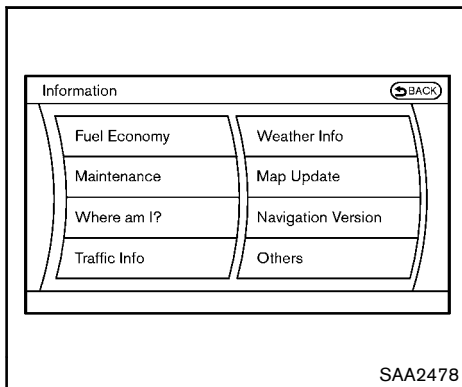 Information
BACK
Fuel Economy
Weather Info
Maintenance
Map Update
Where am I?
Navigation Version
Traffic Info
Others
SAA2478